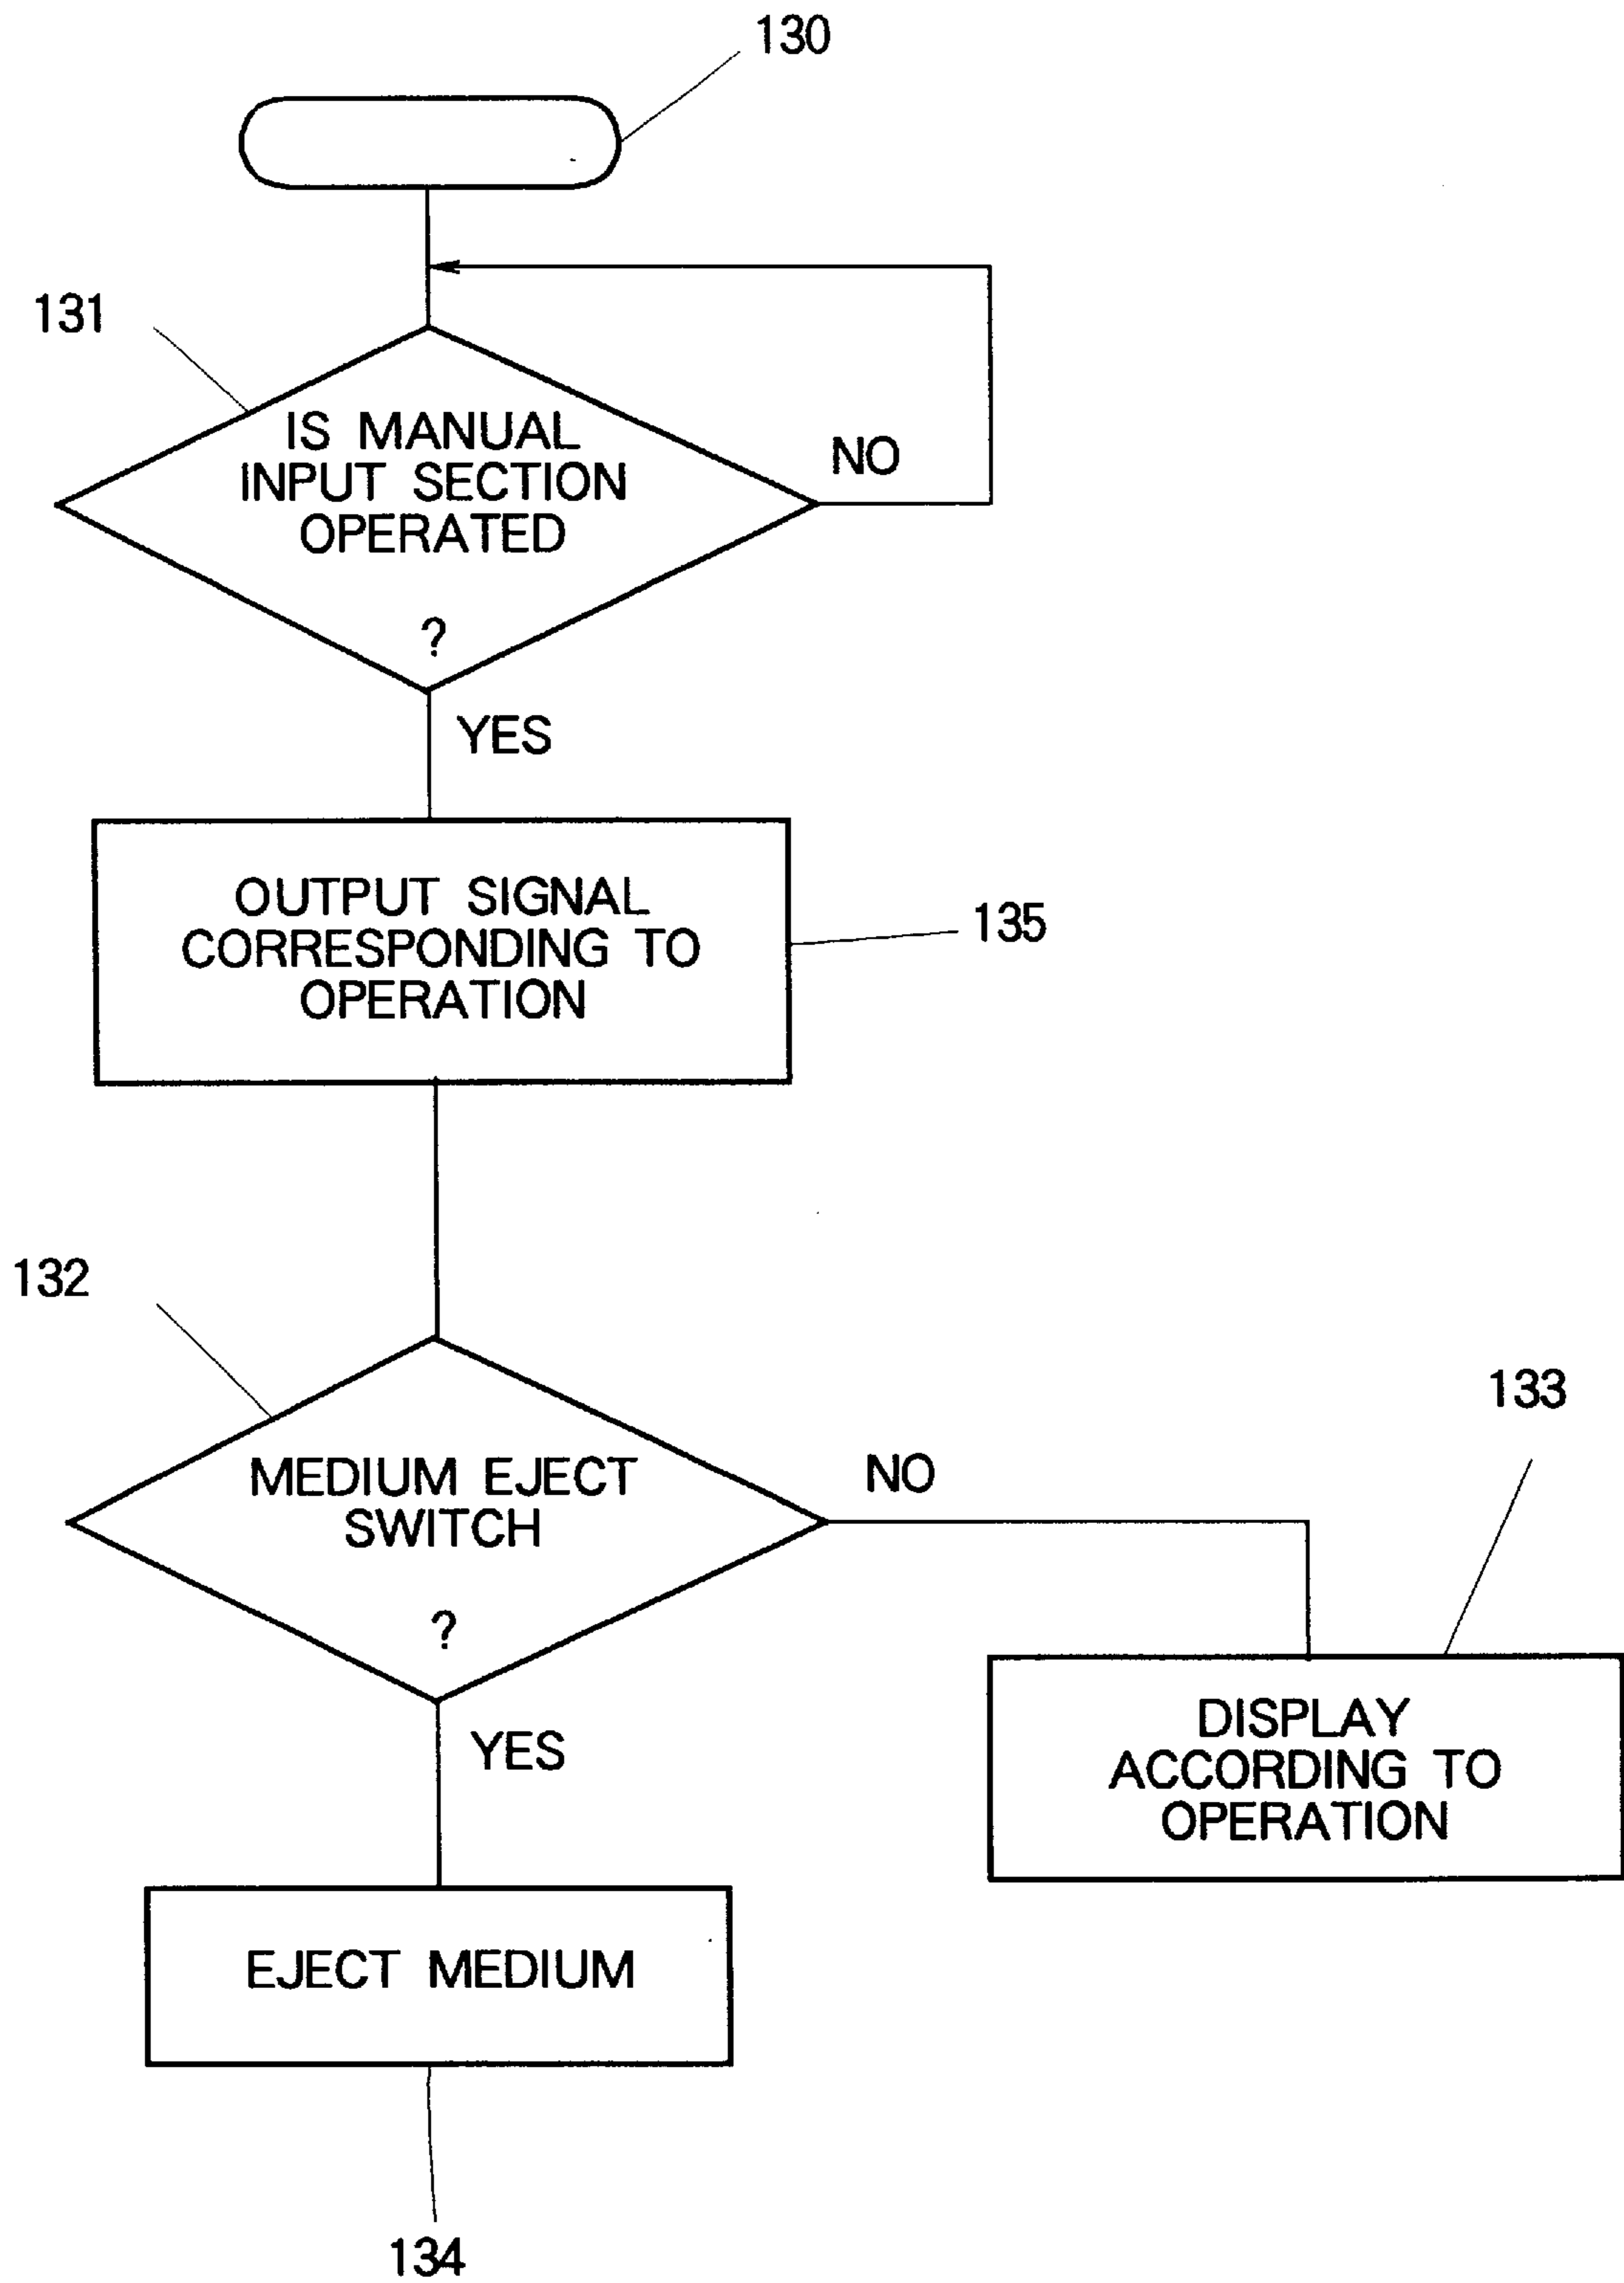 130
131
IS MANUAL
INPUT SECTION
OPERATED
?
NO
YES
OUTPUT SIGNAL
CORRESPONDING TO
OPERATION
135
132
MEDIUM EJECT
SWITCH
?
NO
133
YES
DISPLAY
ACCORDING TO
OPERATION
EJECT MEDIUM
134